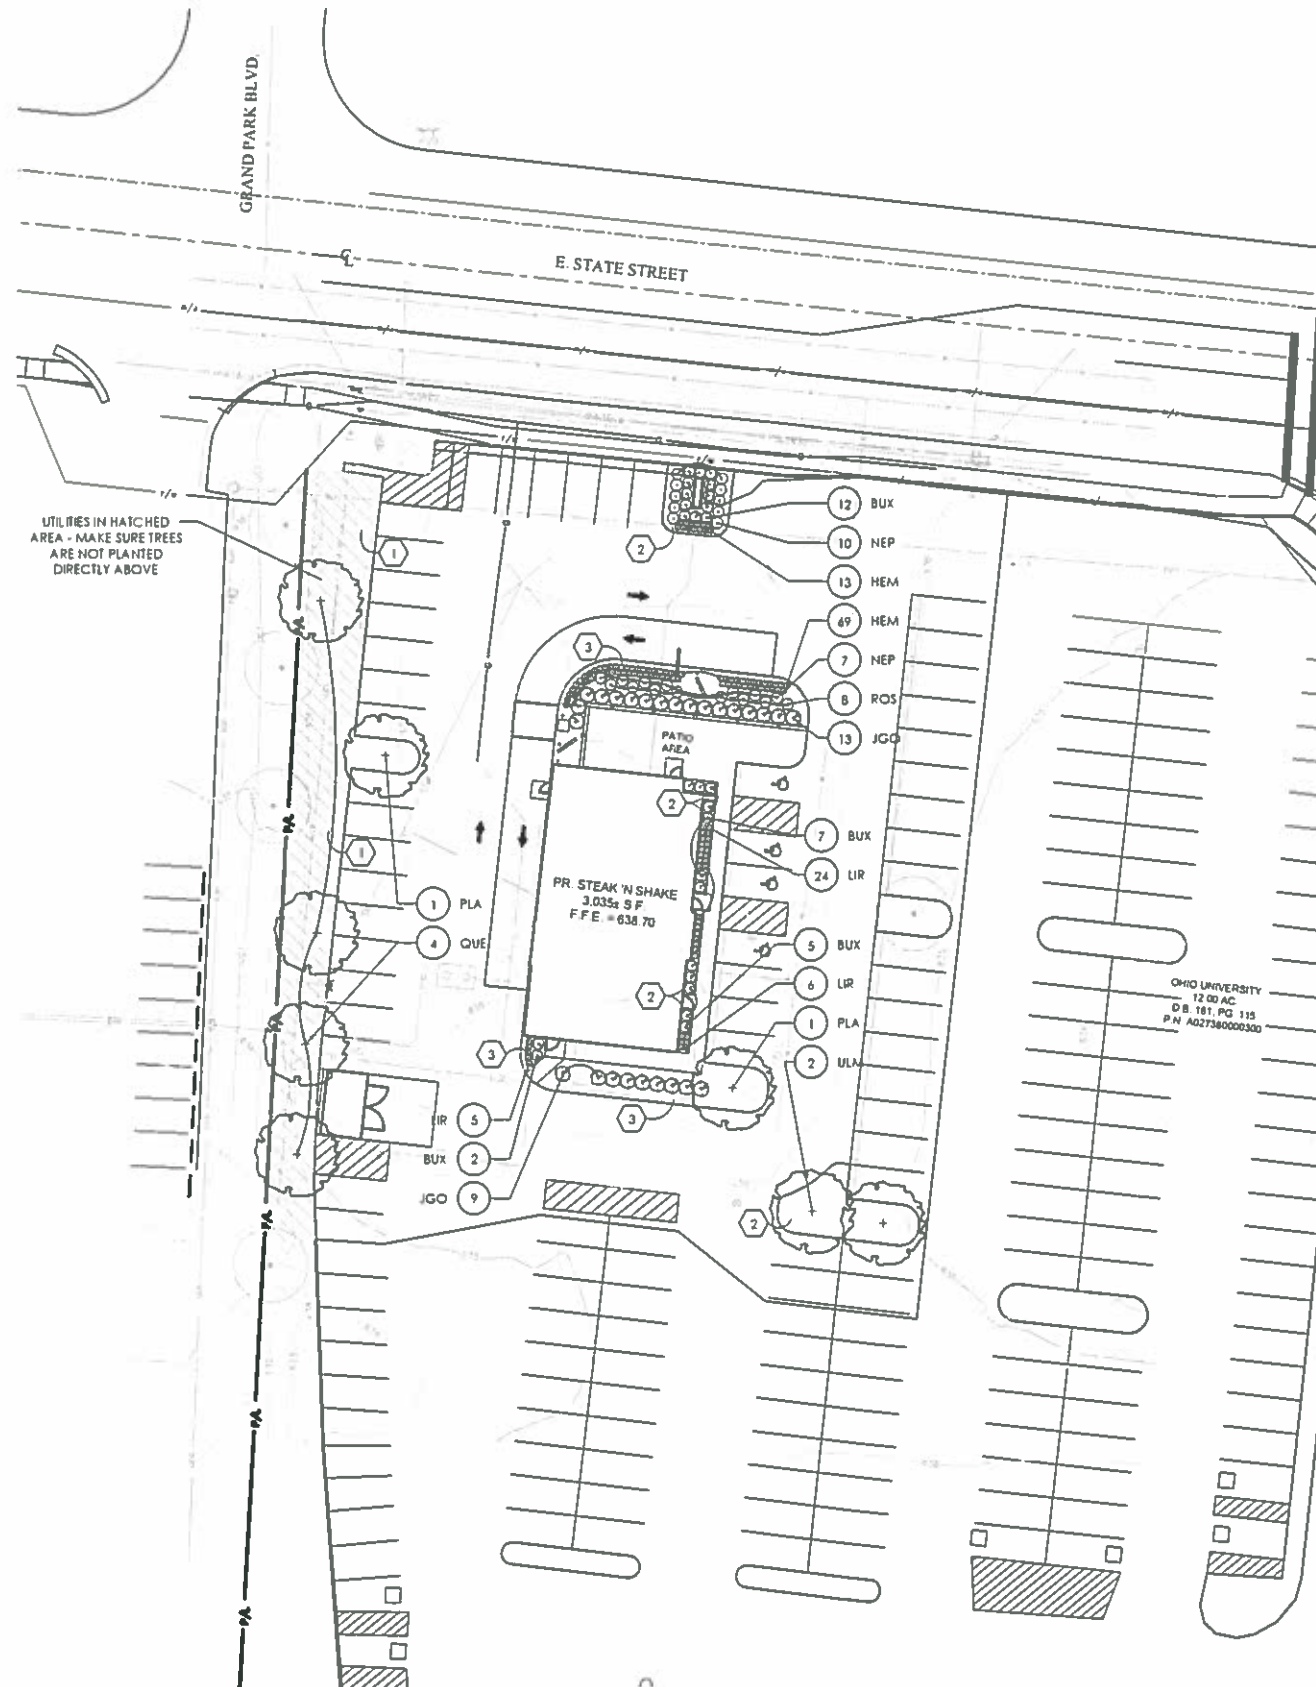 GRAND PARK BLVD.
E. STATE STREET
UTILITIES IN HATCHED
AREA - MAKE SURE TREES
ARE NOT PLANTED
DIRECTLY ABOVE
1
12 BUX
10 NEP
2
13 HEM
69 HEM
3
7 NEP
8 ROS
13 JGO
PATIO
AREA
2
7 BUX
1
24 LIR
PR. STEAK 'N SHAKE
3,035± S.F.
F.F.E. = 638.70
1 PLA
4 QUE
5 BUX
6 LIR
2
1 PLA
2 ULM
OHIO UNIVERSITY
12.00 AC
D.B. 181, PG. 115
P.N. A027380000300
3
LIR 5
3
BUX 2
JGO 9
2
P/L
P/L
P/L
P/L
P/L
P/L